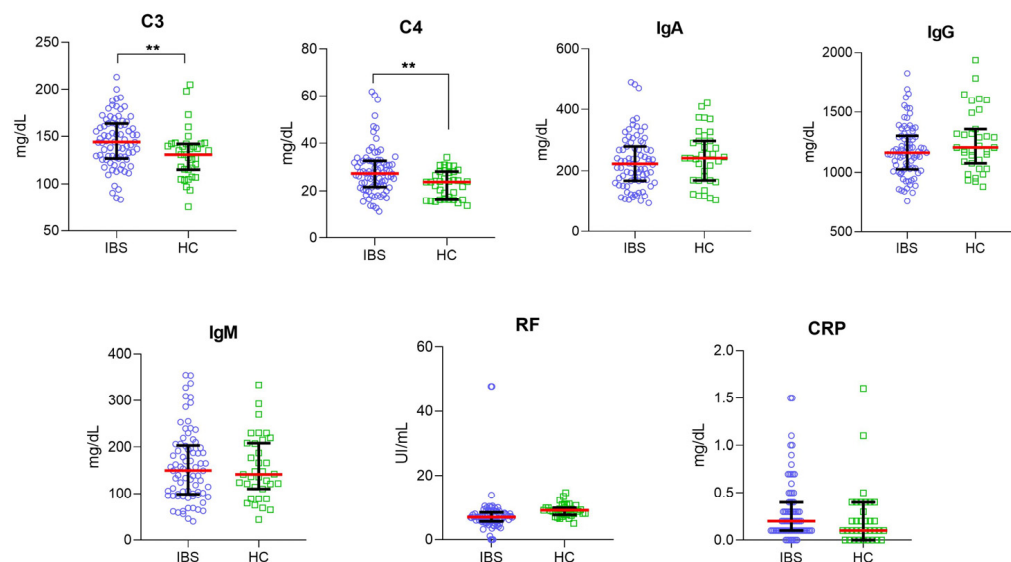 C3
250
200
150
100
50
mg/dL
**
IBS
HC
C4
80
60
40
20
0
mg/dL
**
IBS
HC
IgA
600
400
200
0
mg/dL
IBS
HC
IgG
2000
1500
1000
500
mg/dL
IBS
HC
IgM
400
300
200
100
0
mg/dL
IBS
HC
RF
60
40
20
0
UI/mL
IBS
HC
CRP
2.0
1.5
1.0
0.5
0.0
mg/dL
IBS
HC